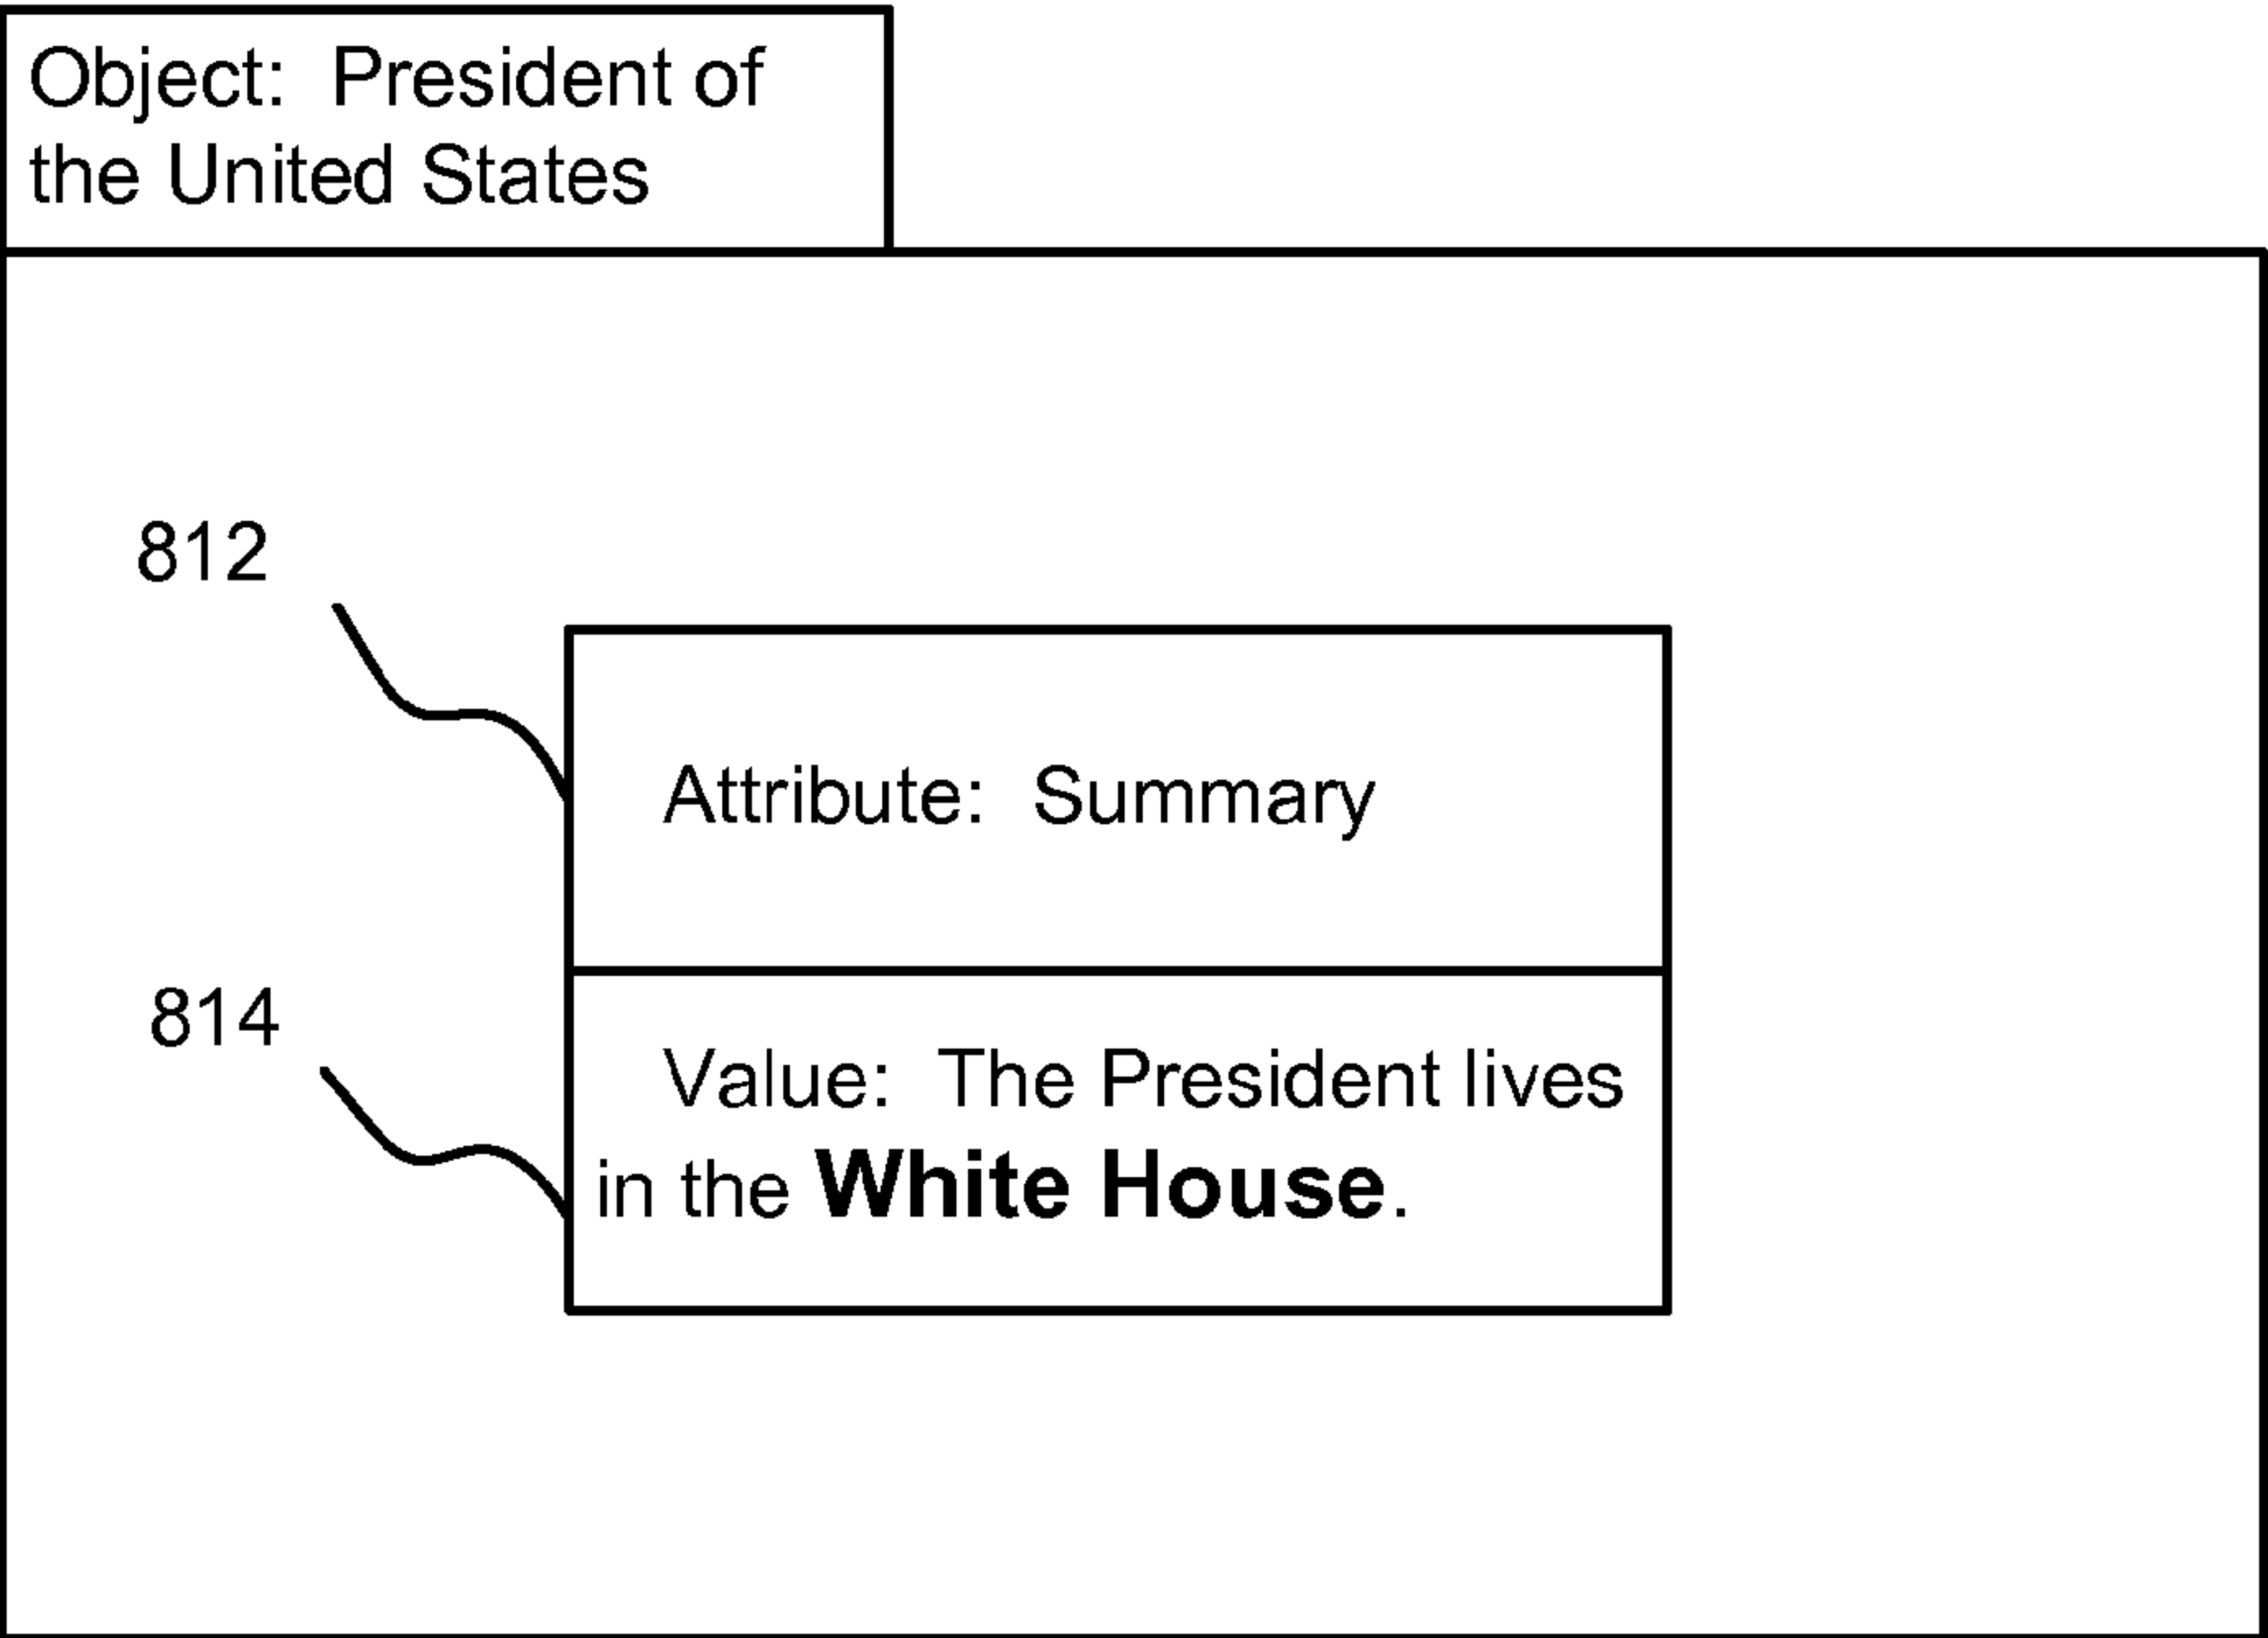 Object: President of
the United States
812
Attribute: Summary
814
Value: The President lives
in the White House.